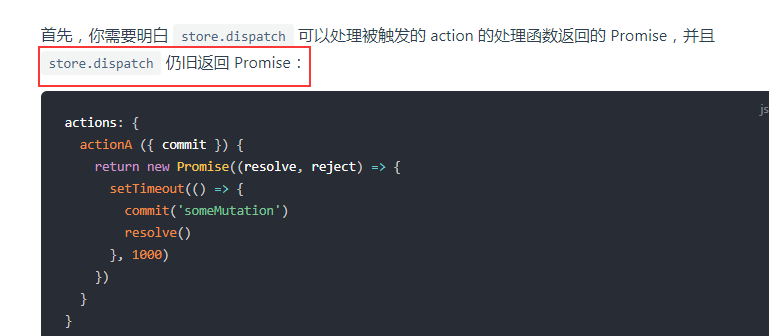 首先，你需要明白 store.dispatch 可以处理被触发的 action 的处理函数返回的 Promise，并且
store.dispatch 仍旧返回 Promise：
js
actions: {
  actionA ({ commit }) {
    return new Promise((resolve, reject) => {
      setTimeout(() => {
        commit('someMutation')
        resolve()
      }, 1000)
    })
  }
}